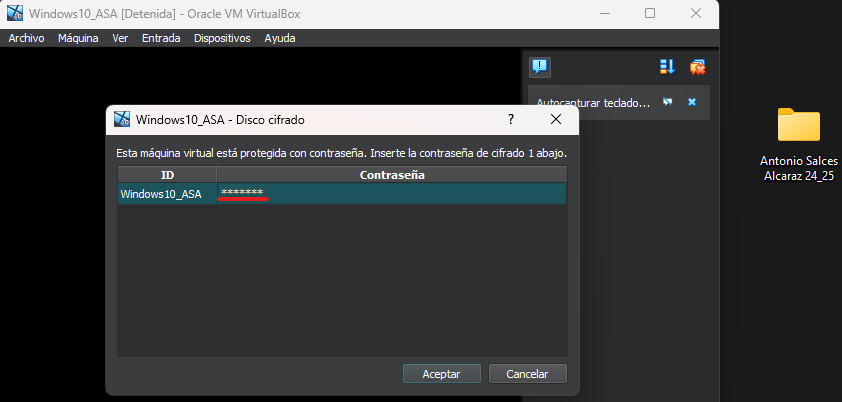 Windows10_ASA [Detenida] - Oracle VM VirtualBox
Archivo Máquina Ver Entrada Dispositivos Ayuda
Autocapturar teclado...
Windows10_ASA - Disco cifrado
Esta máquina virtual está protegida con contraseña. Inserte la contraseña de cifrado 1 abajo.
ID Contraseña
Windows10_ASA *******
Aceptar Cancelar
Antonio Salces
Alcaraz 24_25